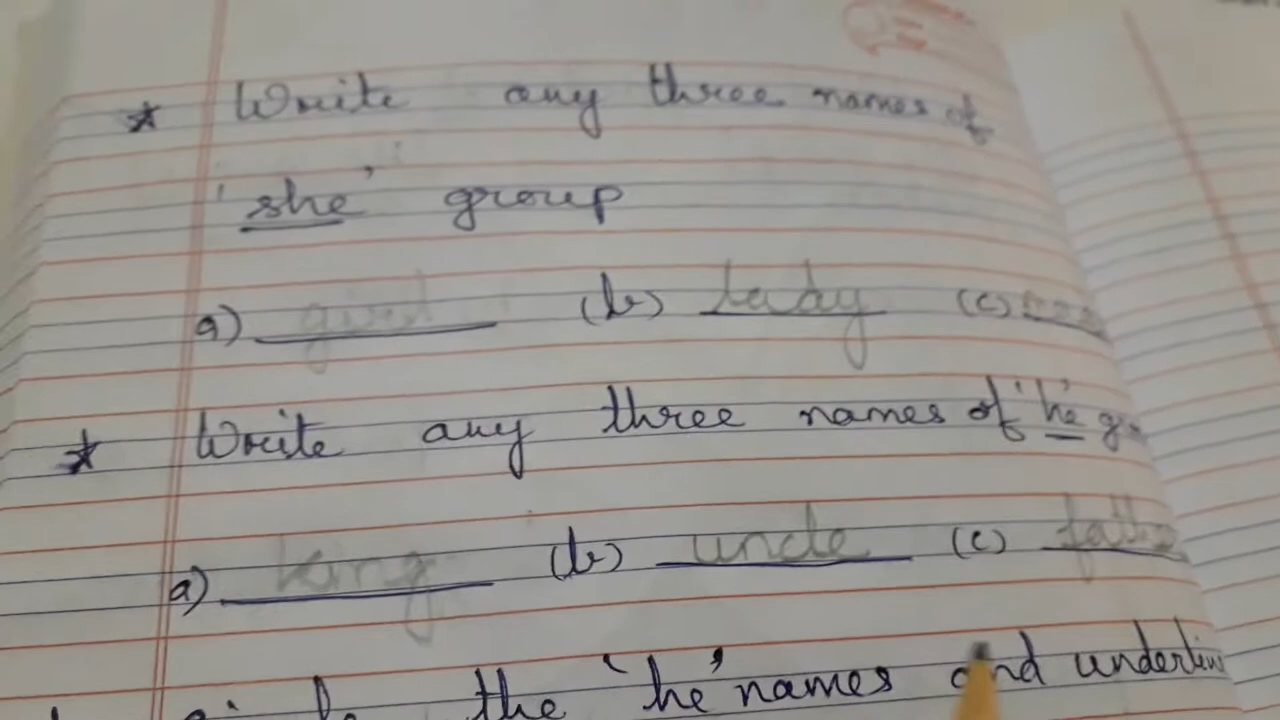 ★ Write any three names of
'she' group
a) girl (b) lady (c)
★ Write any three names of 'he'
a) king (b) uncle (c)
the 'he' names and underline